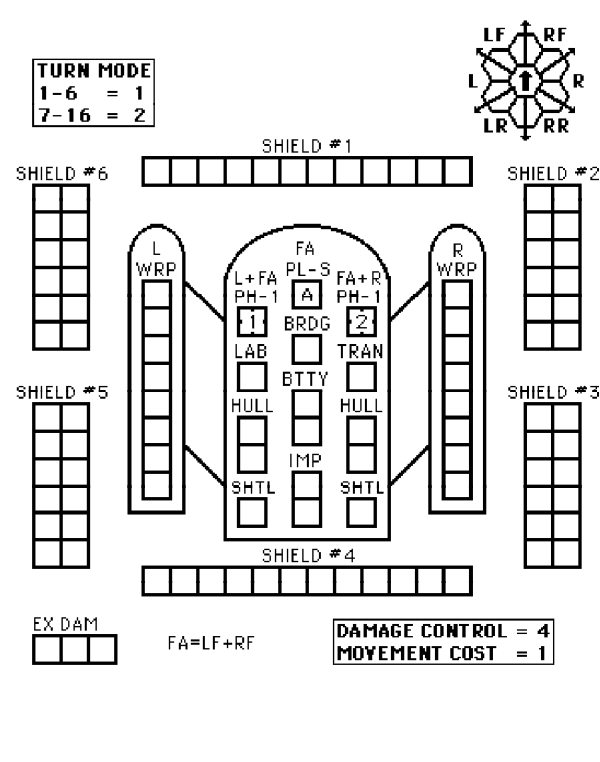 LF RF
TURN MODE
1-6 = 1
L R
7-16 = 2
LR RR
SHIELD #1
SHIELD #6
SHIELD #2
L
FA
R
WRP
PL-S
WRP
L+FA
FA+R
PH-1
A
PH-1
1
BRDG
2
LAB
TRAN
BTTY
SHIELD #5
SHIELD #3
HULL
HULL
IMP
SHTL
SHTL
SHIELD #4
EX DAM
FA=LF+RF
DAMAGE CONTROL = 4
MOVEMENT COST = 1